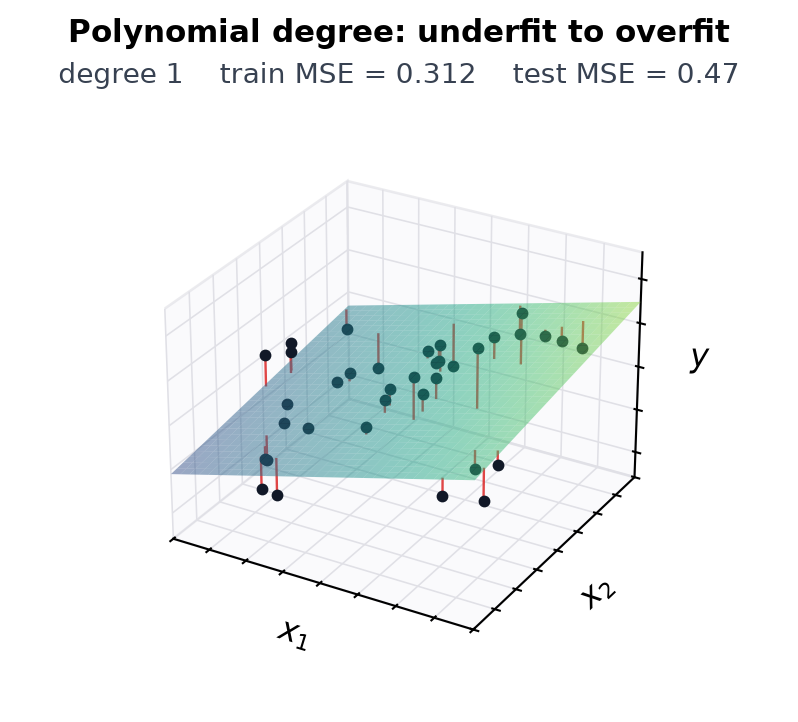 Polynomial degree: underfit to overfit
degree 1 train MSE = 0.312 test MSE = 0.47
y
x₂
x₁